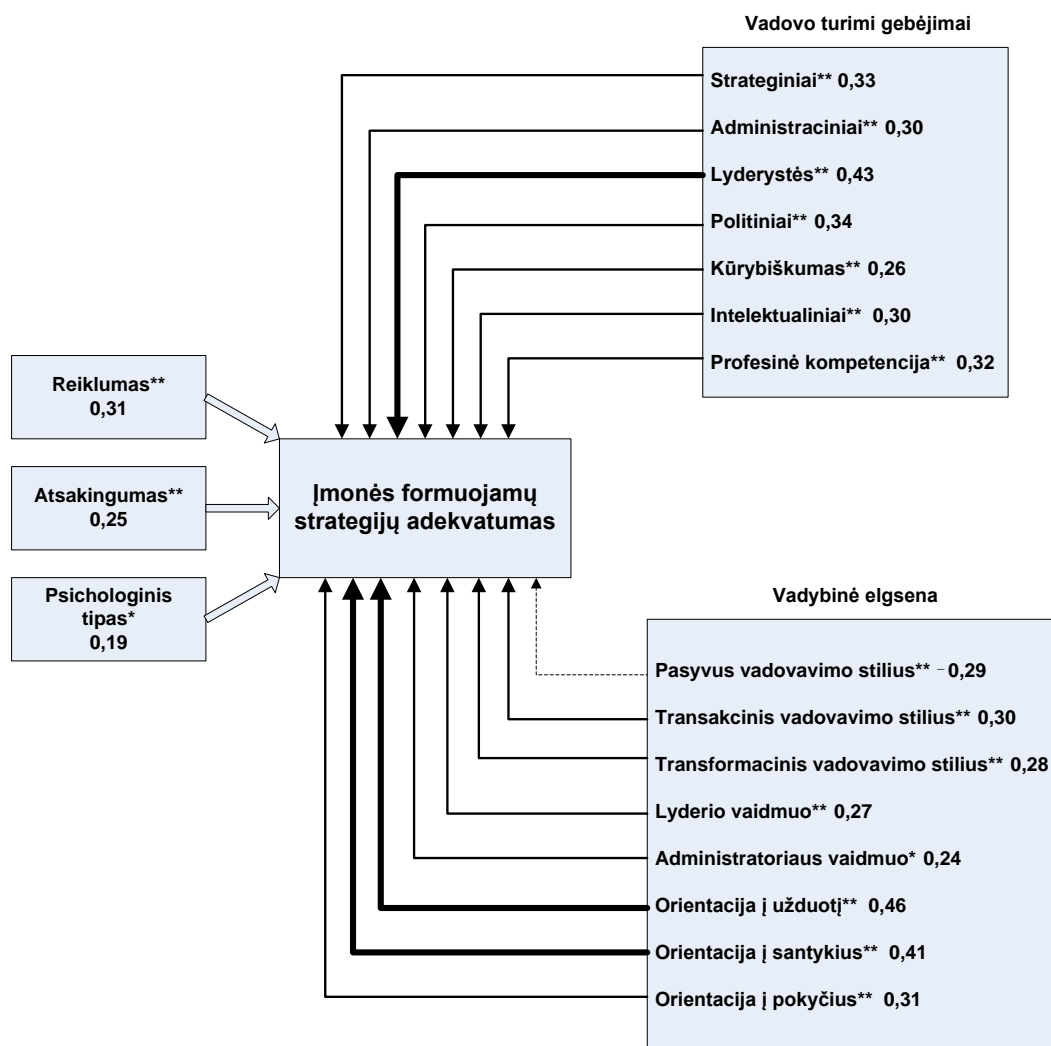 Vadovo turimi gebėjimai
Strateginiai** 0,33
Administraciniai** 0,30
Lyderystės** 0,43
Politiniai** 0,34
Kūrybiškumas** 0,26
Intelektualiniai** 0,30
Profesinė kompetencija** 0,32
Reiklumas**
0,31
Atsakingumas**
0,25
Psichologinis
tipas*
0,19
Įmonės formuojamų
strategijų adekvatumas
Vadybinė elgsena
Pasyvus vadovavimo stilius** -0,29
Transakcinis vadovavimo stilius** 0,30
Transformacinis vadovavimo stilius** 0,28
Lyderio vaidmuo** 0,27
Administratoriaus vaidmuo* 0,24
Orientacija į užduotį** 0,46
Orientacija į santykius** 0,41
Orientacija į pokyčius** 0,31